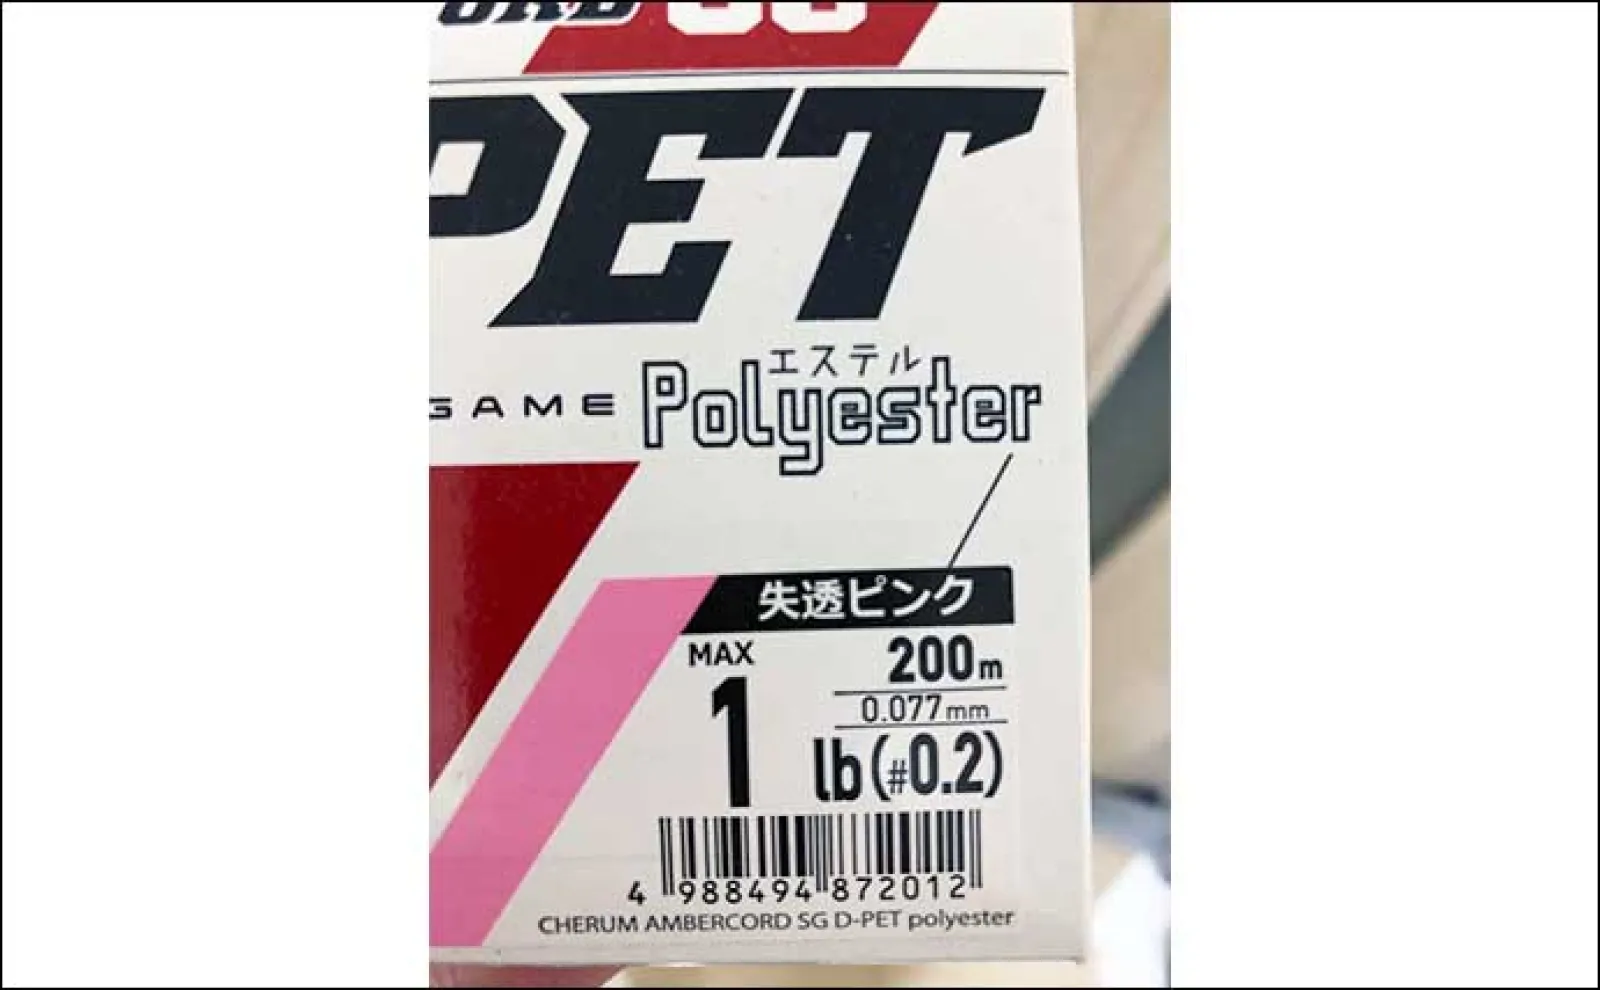 PET
エステル
GAME Polyester
失透ピンク
MAX 200m
0.077mm
1 lb(#0.2)
4 988494 872012
CHERUM AMBERCORD SG D-PET polyester